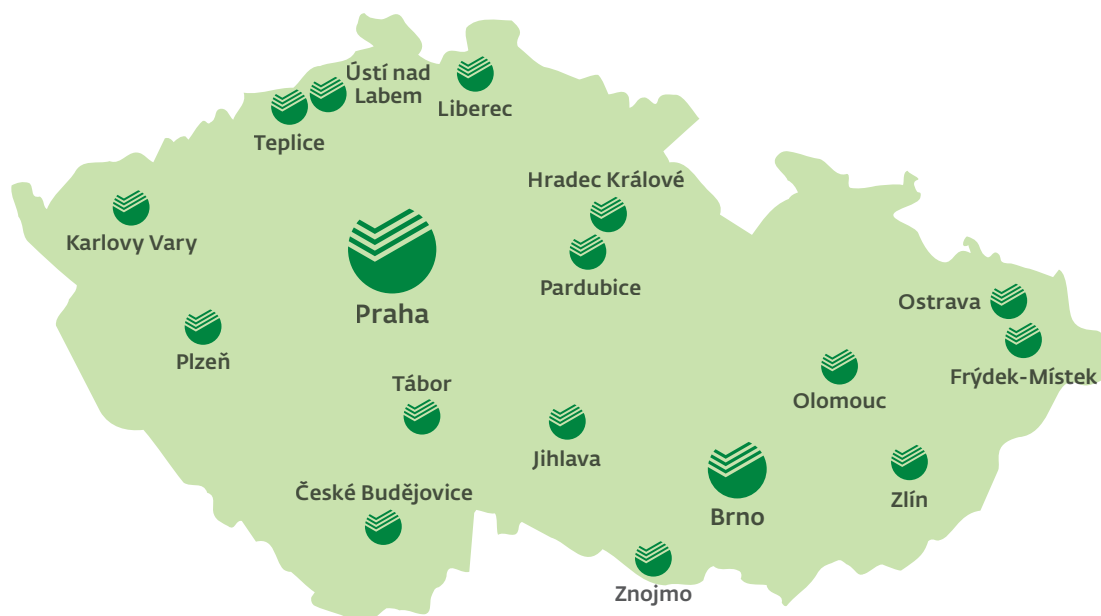 Ústí nad
Labem
Liberec
Teplice
Hradec Králové
Karlovy Vary
Pardubice
Praha
Ostrava
Plzeň
Frýdek-Místek
Tábor
Olomouc
Jihlava
České Budějovice
Zlín
Brno
Znojmo